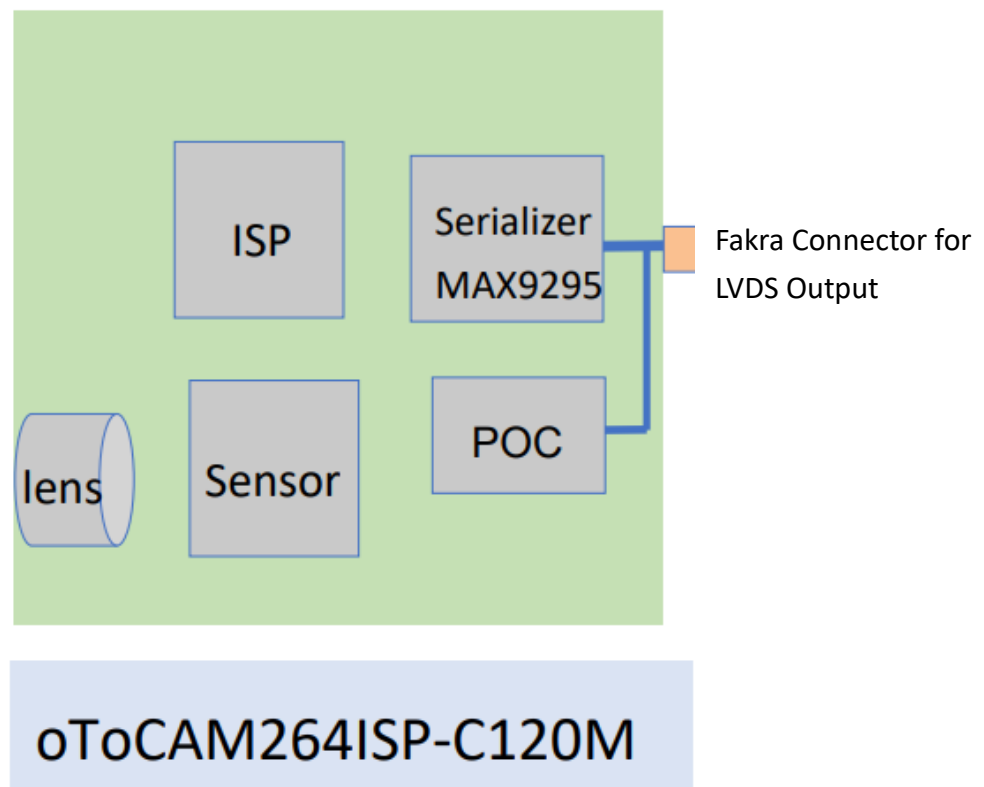 ISP
Serializer
MAX9295
Fakra Connector for
LVDS Output
POC
lens
Sensor
oToCAM264ISP-C120M